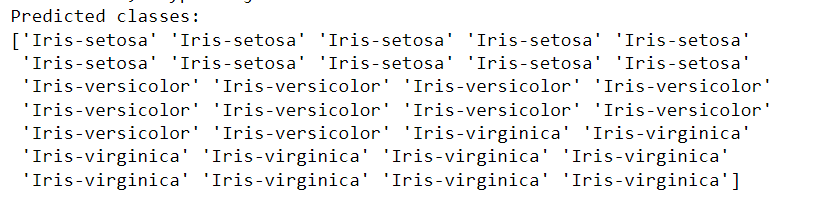 Predicted classes:
['Iris-setosa' 'Iris-setosa' 'Iris-setosa' 'Iris-setosa' 'Iris-setosa'
 'Iris-setosa' 'Iris-setosa' 'Iris-setosa' 'Iris-setosa' 'Iris-setosa'
 'Iris-versicolor' 'Iris-versicolor' 'Iris-versicolor' 'Iris-versicolor'
 'Iris-versicolor' 'Iris-versicolor' 'Iris-versicolor' 'Iris-versicolor'
 'Iris-versicolor' 'Iris-versicolor' 'Iris-virginica' 'Iris-virginica'
 'Iris-virginica' 'Iris-virginica' 'Iris-virginica' 'Iris-virginica'
 'Iris-virginica' 'Iris-virginica' 'Iris-virginica' 'Iris-virginica']